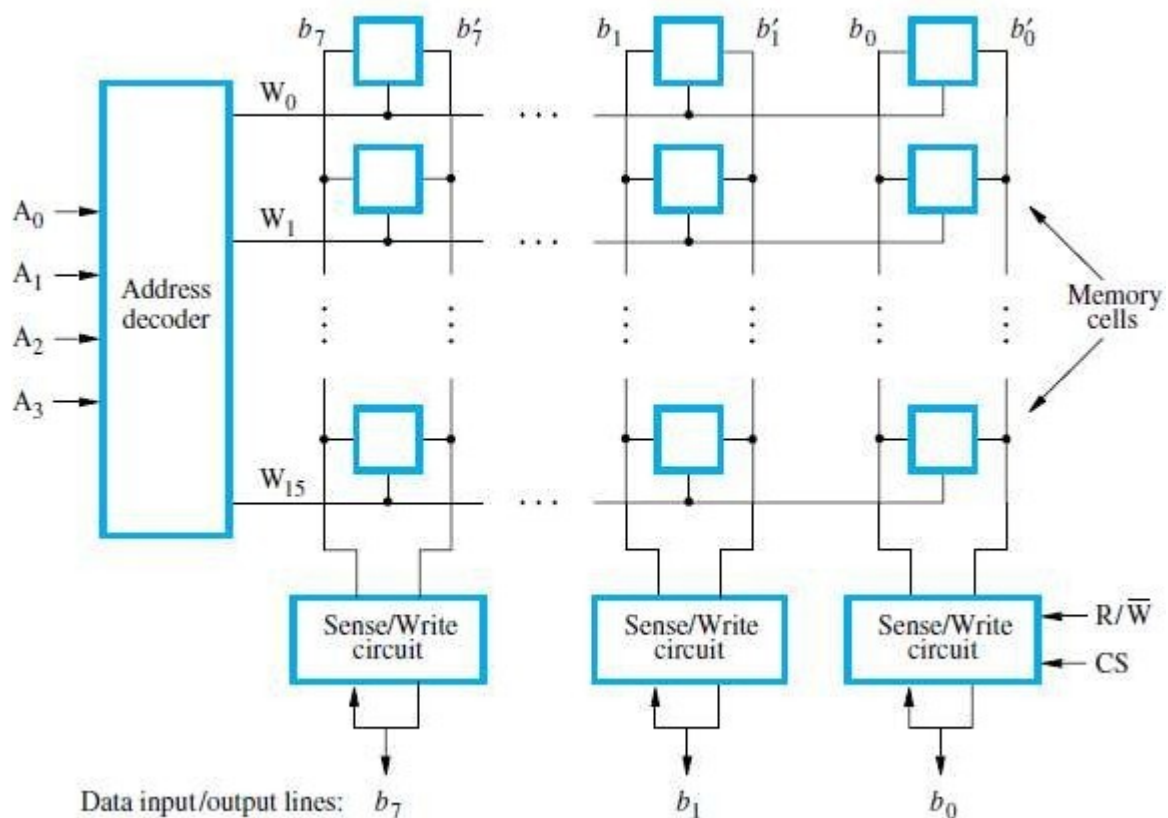 b₇ b′₇ b₁ b′₁ b₀ b′₀
W₀
· · ·
W₁
· · ·
A₀
A₁
A₂
A₃
Address
decoder
Memory
cells
W₁₅
· · ·
Sense/Write
circuit
Sense/Write
circuit
Sense/Write
circuit
R/W̅
CS
Data input/output lines: b₇ b₁ b₀